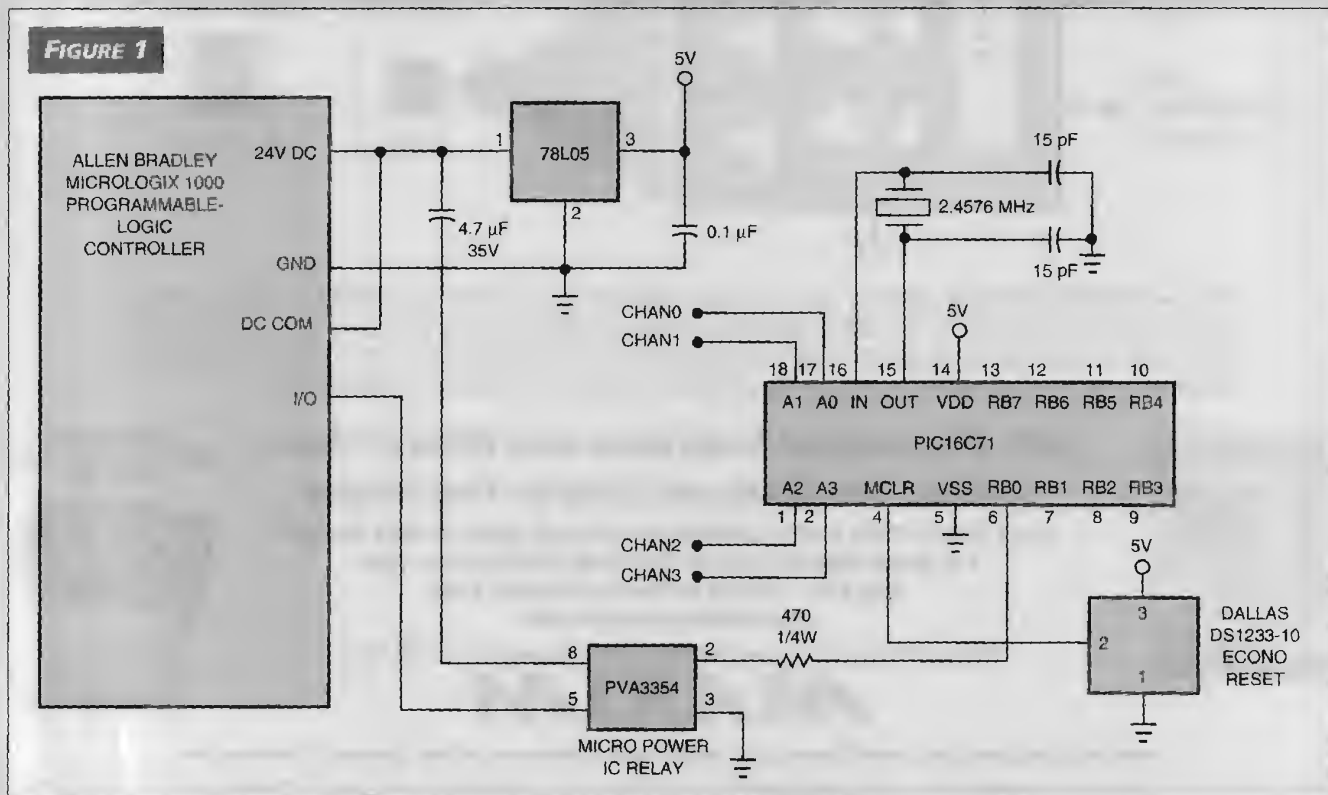 FIGURE 1
ALLEN BRADLEY
MICROLOGIX 1000
PROGRAMMABLE-
LOGIC
CONTROLLER
24V DC
GND
DC COM
I/O
4.7 µF
35V
1
78L05
3
2
5V
0.1 µF
15 pF
2.4576 MHz
15 pF
CHAN0
CHAN1
5V
18 17 16 15 14 13 12 11 10
A1 A0 IN OUT VDD RB7 RB6 RB5 RB4
PIC16C71
A2 A3 MCLR VSS RB0 RB1 RB2 RB3
1 2 4 5 6 7 8 9
CHAN2
CHAN3
470
1/4W
8
5
PVA3354
2
3
MICRO POWER
IC RELAY
5V
3
2
1
DALLAS
DS1233-10
ECONO
RESET